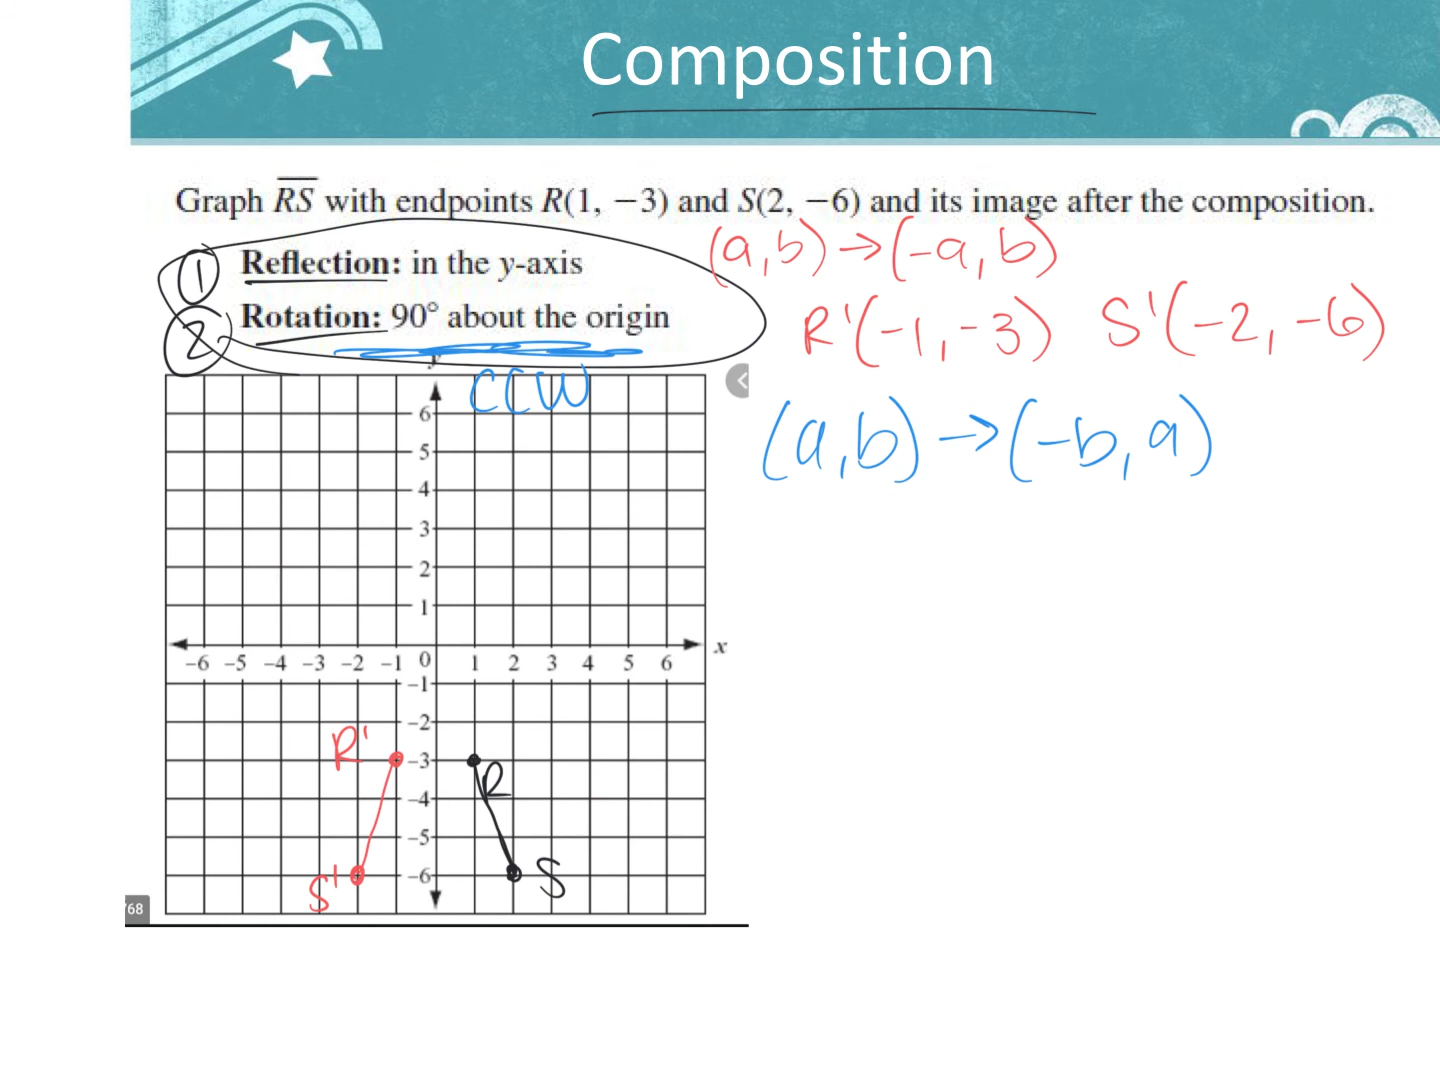 Composition
Graph RS with endpoints R(1, −3) and S(2, −6) and its image after the composition.
1 Reflection: in the y-axis
(a,b)→(-a,b)
2 Rotation: 90° about the origin
R'(-1,-3) S'(-2,-6)
y
CCW
(a,b)→(-b,a)
6
5
4
3
2
1
-6 -5 -4 -3 -2 -1 0 1 2 3 4 5 6 x
-1
-2
R' -3 R
-4
-5
S' -6 S
68